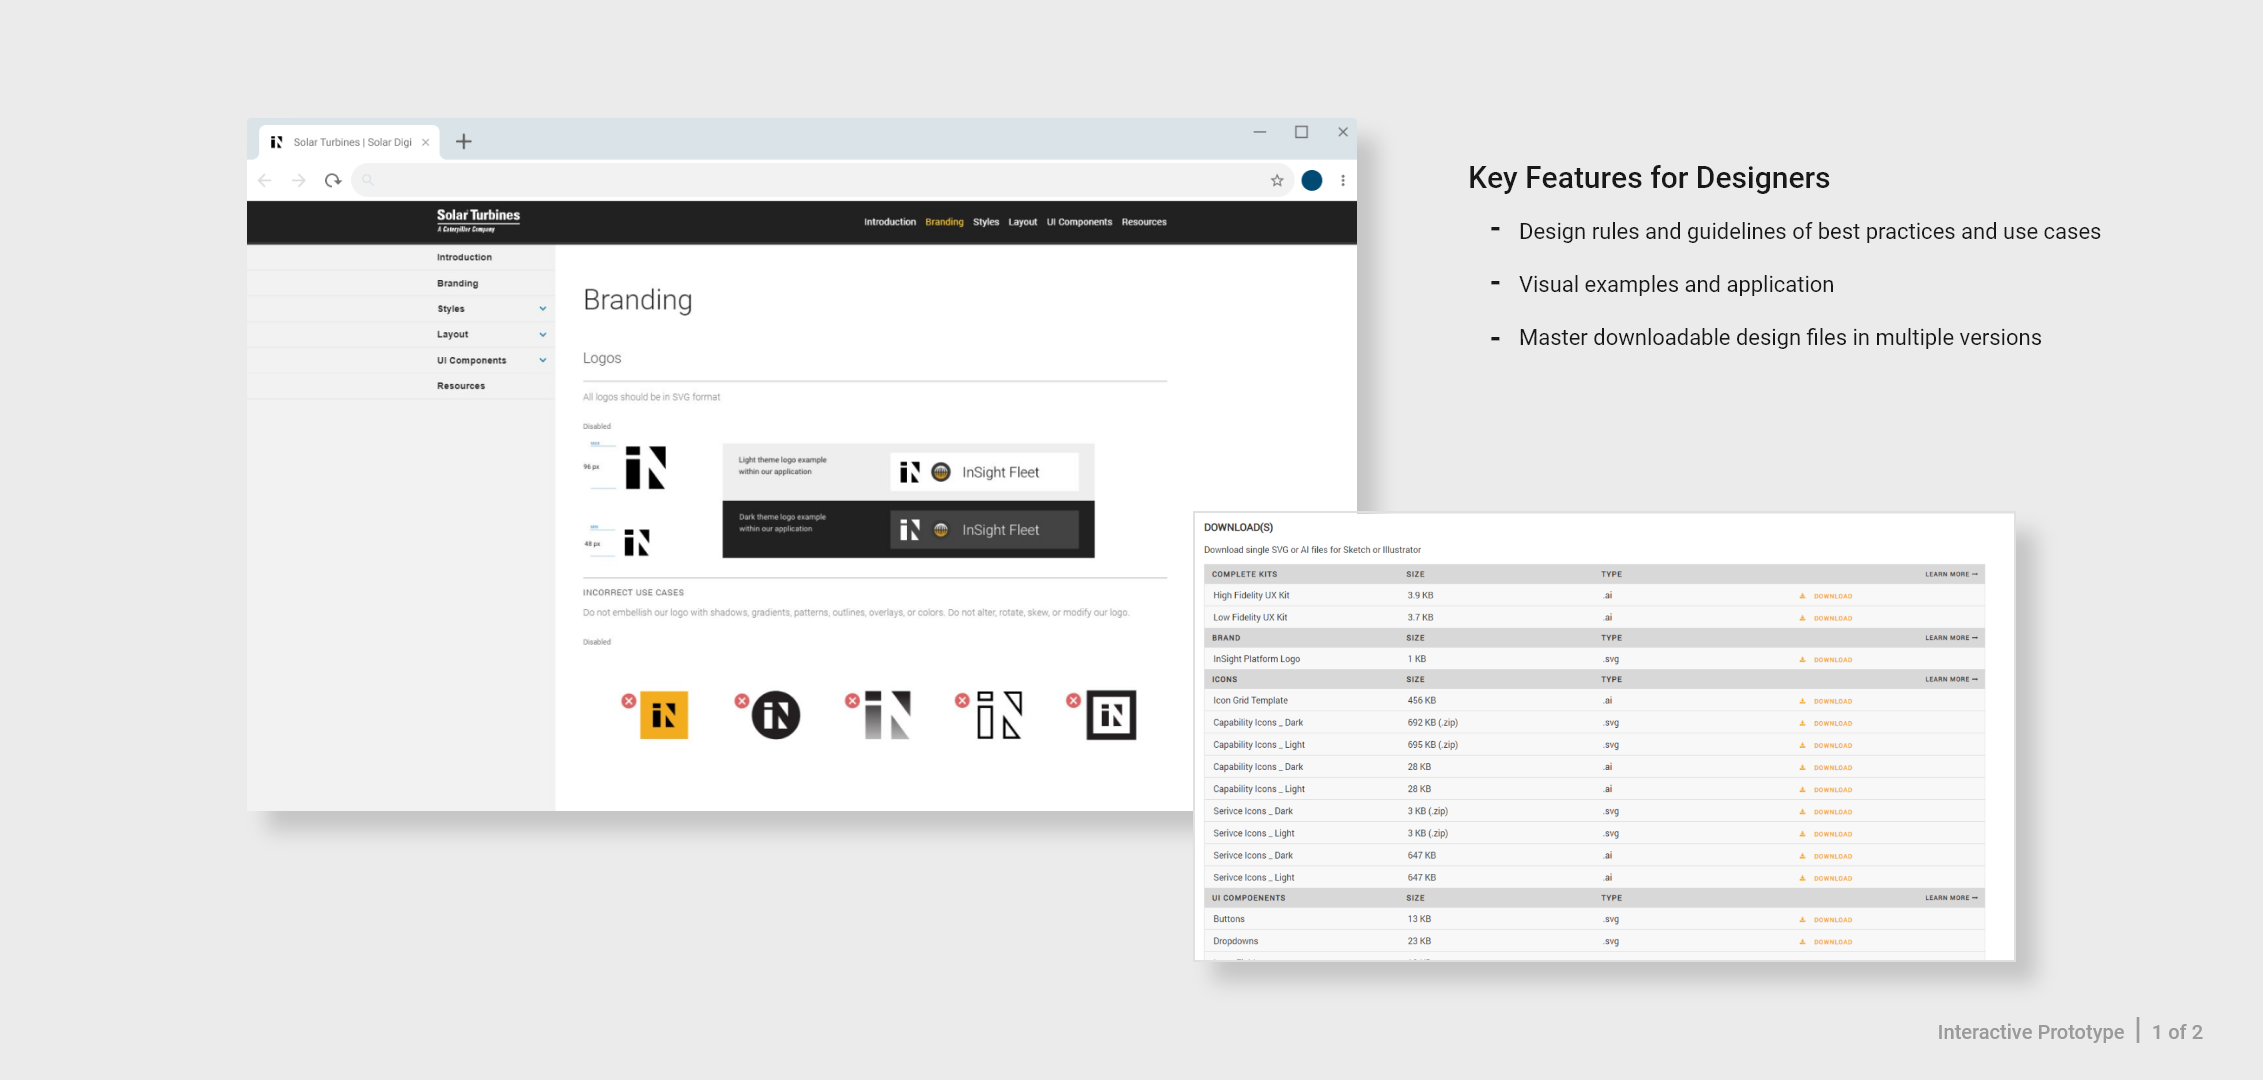 Solar Turbines | Solar Digi
Solar Turbines
A Caterpillar Company
Introduction Branding Styles Layout UI Components Resources
Introduction
Branding
Styles
Layout
UI Components
Resources
Branding
Logos
All logos should be in SVG format
Disabled
96 px
iN
Light theme logo example
within our application
iN InSight Fleet
48 px
iN
Dark theme logo example
within our application
iN InSight Fleet
INCORRECT USE CASES
Do not embellish our logo with shadows, gradients, patterns, outlines, overlays, or colors. Do not alter, rotate, skew, or modify our logo.
Disabled
iN iN iN iN iN
Key Features for Designers
- Design rules and guidelines of best practices and use cases
- Visual examples and application
- Master downloadable design files in multiple versions
DOWNLOAD(S)
Download single SVG or AI files for Sketch or Illustrator
COMPLETE KITS SIZE TYPE LEARN MORE
High Fidelity UX Kit 3.9 KB .ai DOWNLOAD
Low Fidelity UX Kit 3.7 KB .ai DOWNLOAD
BRAND SIZE TYPE LEARN MORE
InSight Platform Logo 1 KB .svg DOWNLOAD
ICONS SIZE TYPE LEARN MORE
Icon Grid Template 456 KB .ai DOWNLOAD
Capability Icons _ Dark 692 KB (.zip) .svg DOWNLOAD
Capability Icons _ Light 695 KB (.zip) .svg DOWNLOAD
Capability Icons _ Dark 28 KB .ai DOWNLOAD
Capability Icons _ Light 28 KB .ai DOWNLOAD
Serivce Icons _ Dark 3 KB (.zip) .svg DOWNLOAD
Serivce Icons _ Light 3 KB (.zip) .svg DOWNLOAD
Serivce Icons _ Dark 647 KB .ai DOWNLOAD
Serivce Icons _ Light 647 KB .ai DOWNLOAD
UI COMPOENENTS SIZE TYPE LEARN MORE
Buttons 13 KB .svg DOWNLOAD
Dropdowns 23 KB .svg DOWNLOAD
Interactive Prototype | 1 of 2